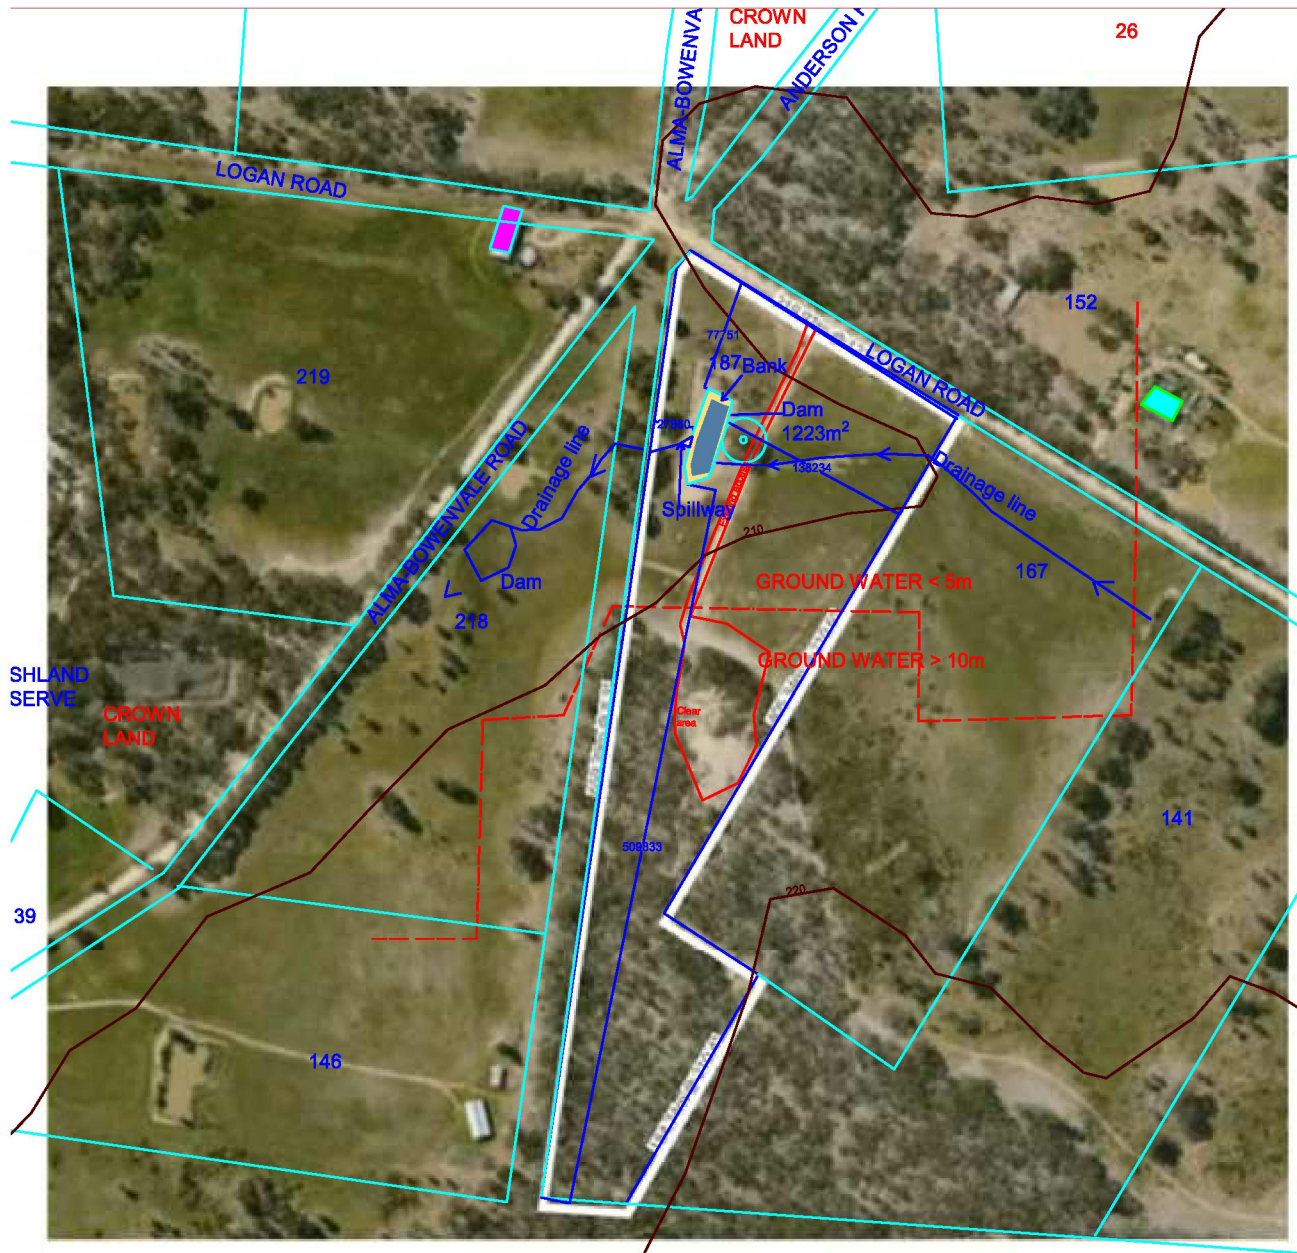 CROWN
LAND
26
ALMA-BOWENVA
ANDERSON
LOGAN ROAD
152
77751
187
Bank
LOGAN ROAD
219
Dam
1223m²
27860
138234
Drainage line
Drainage line
Spillway
210
ALMA-BOWENVALE ROAD
Dam
218
GROUND WATER < 5m
167
GROUND WATER > 10m
SHLAND
SERVE
CROWN
LAND
Clear
area
141
509833
220
39
146